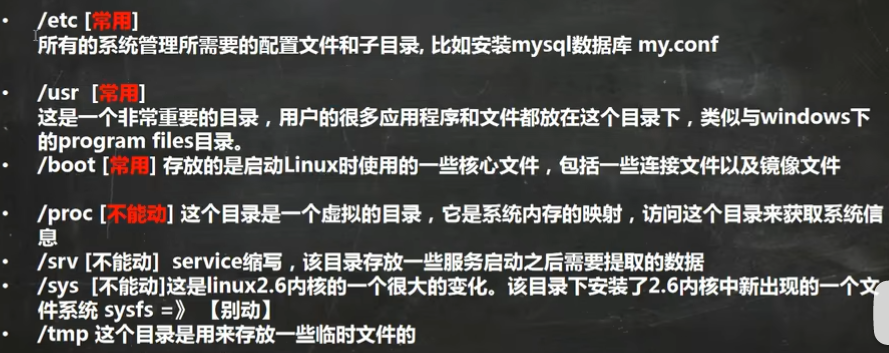 • /etc [常用]
所有的系统管理所需要的配置文件和子目录, 比如安装mysql数据库 my.conf
• /usr [常用]
这是一个非常重要的目录，用户的很多应用程序和文件都放在这个目录下，类似与windows下
的program files目录。
• /boot [常用] 存放的是启动Linux时使用的一些核心文件，包括一些连接文件以及镜像文件
• /proc [不能动] 这个目录是一个虚拟的目录，它是系统内存的映射，访问这个目录来获取系统信
息
• /srv [不能动] service缩写，该目录存放一些服务启动之后需要提取的数据
• /sys [不能动]这是linux2.6内核的一个很大的变化。该目录下安装了2.6内核中新出现的一个文
件系统 sysfs =》 【别动】
• /tmp 这个目录是用来存放一些临时文件的